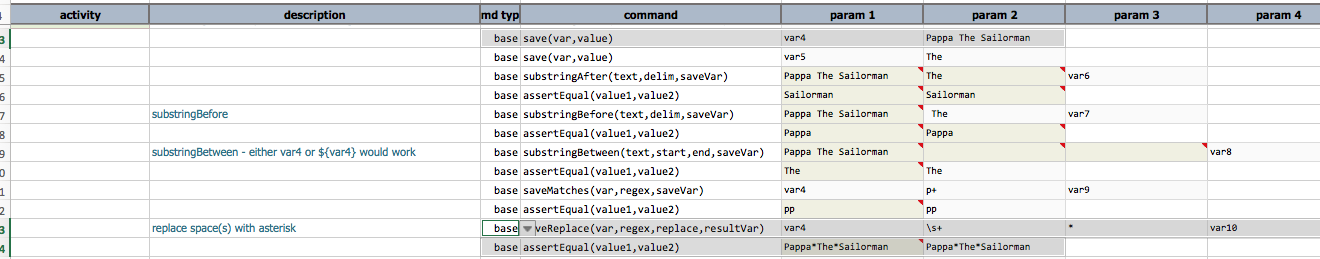 activity description md typ command param 1 param 2 param 3 param 4
3 base save(var,value) var4 Pappa The Sailorman
4 base save(var,value) var5 The
5 base substringAfter(text,delim,saveVar) Pappa The Sailorman The var6
6 base assertEqual(value1,value2) Sailorman Sailorman
7 substringBefore base substringBefore(text,delim,saveVar) Pappa The Sailorman The var7
8 base assertEqual(value1,value2) Pappa Pappa
9 substringBetween - either var4 or ${var4} would work base substringBetween(text,start,end,saveVar) Pappa The Sailorman var8
0 base assertEqual(value1,value2) The The
1 base saveMatches(var,regex,saveVar) var4 p+ var9
2 base assertEqual(value1,value2) pp pp
3 replace space(s) with asterisk base veReplace(var,regex,replace,resultVar) var4 \s+ * var10
4 base assertEqual(value1,value2) Pappa*The*Sailorman Pappa*The*Sailorman